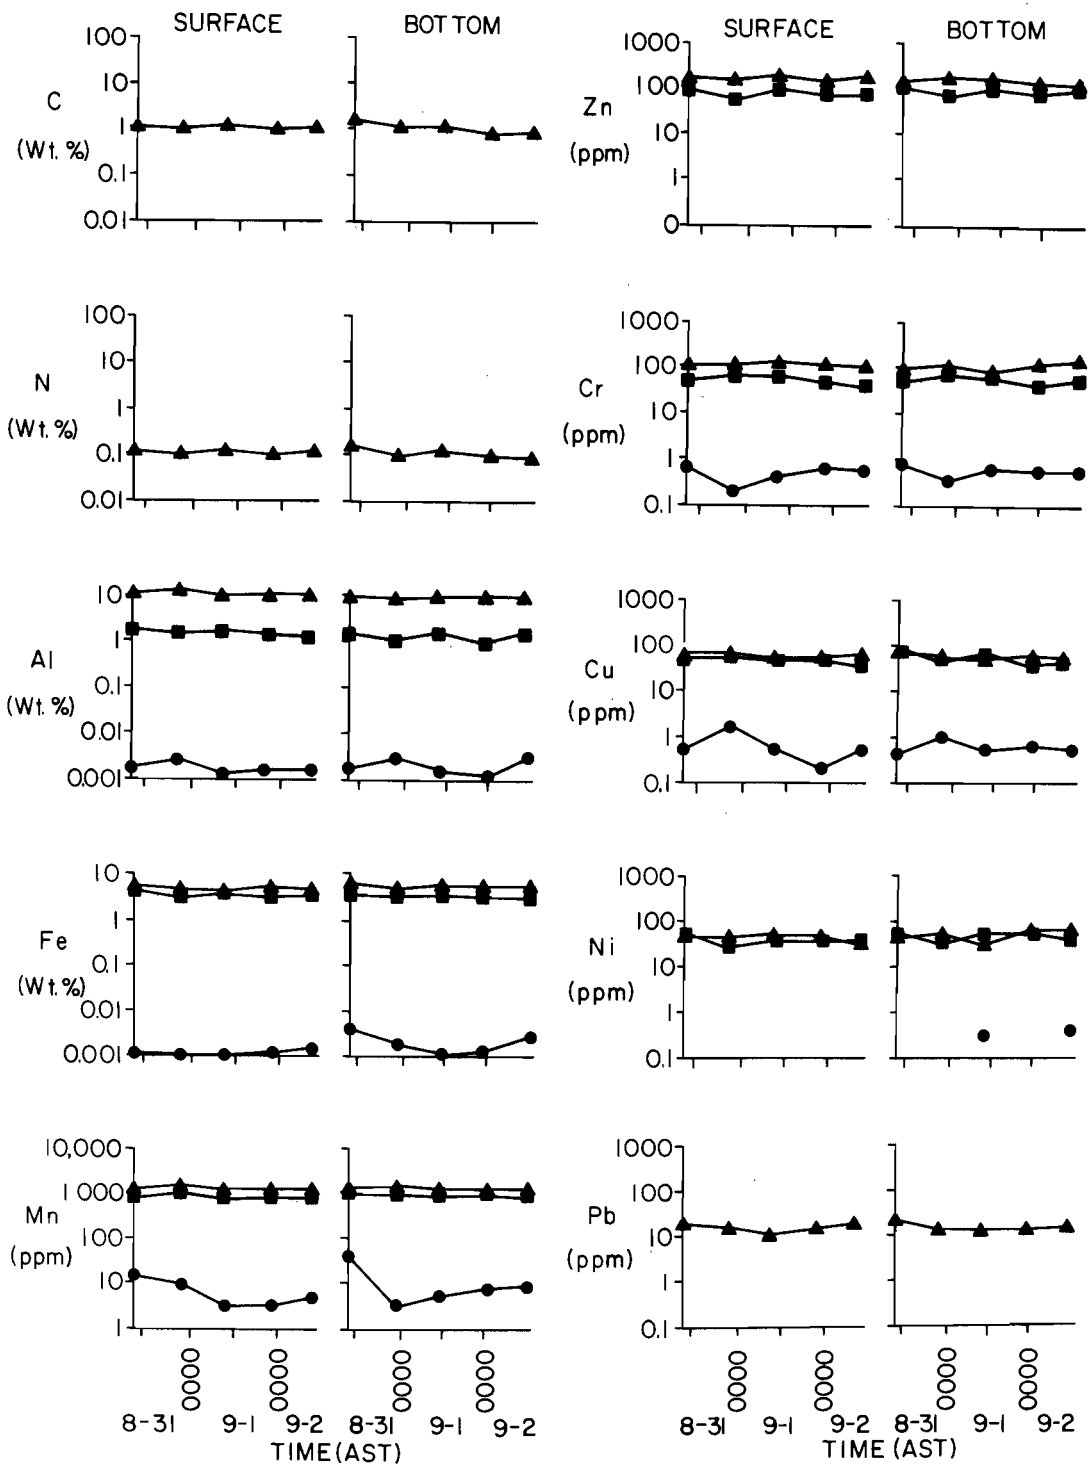 SURFACE BOTTOM
100
10
C
1
(Wt. %)
0.1
0.01
100
10
N
1
(Wt. %)
0.1
0.01
10
1
Al
0.1
(Wt. %)
0.01
0.001
10
1
Fe
0.1
(Wt. %)
0.01
0.001
10,000
1000
Mn
100
(ppm)
10
1
0000 0000 0000 0000
8-31 9-1 9-2 8-31 9-1 9-2
TIME (AST)
SURFACE BOTTOM
1000
100
Zn
10
(ppm)
1
0
1000
100
Cr
10
(ppm)
1
0.1
1000
100
Cu
10
(ppm)
1
0.1
1000
100
Ni
10
(ppm)
1
0.1
1000
100
Pb
10
(ppm)
1
0.1
0000 0000 0000 0000
8-31 9-1 9-2 8-31 9-1 9-2
TIME (AST)